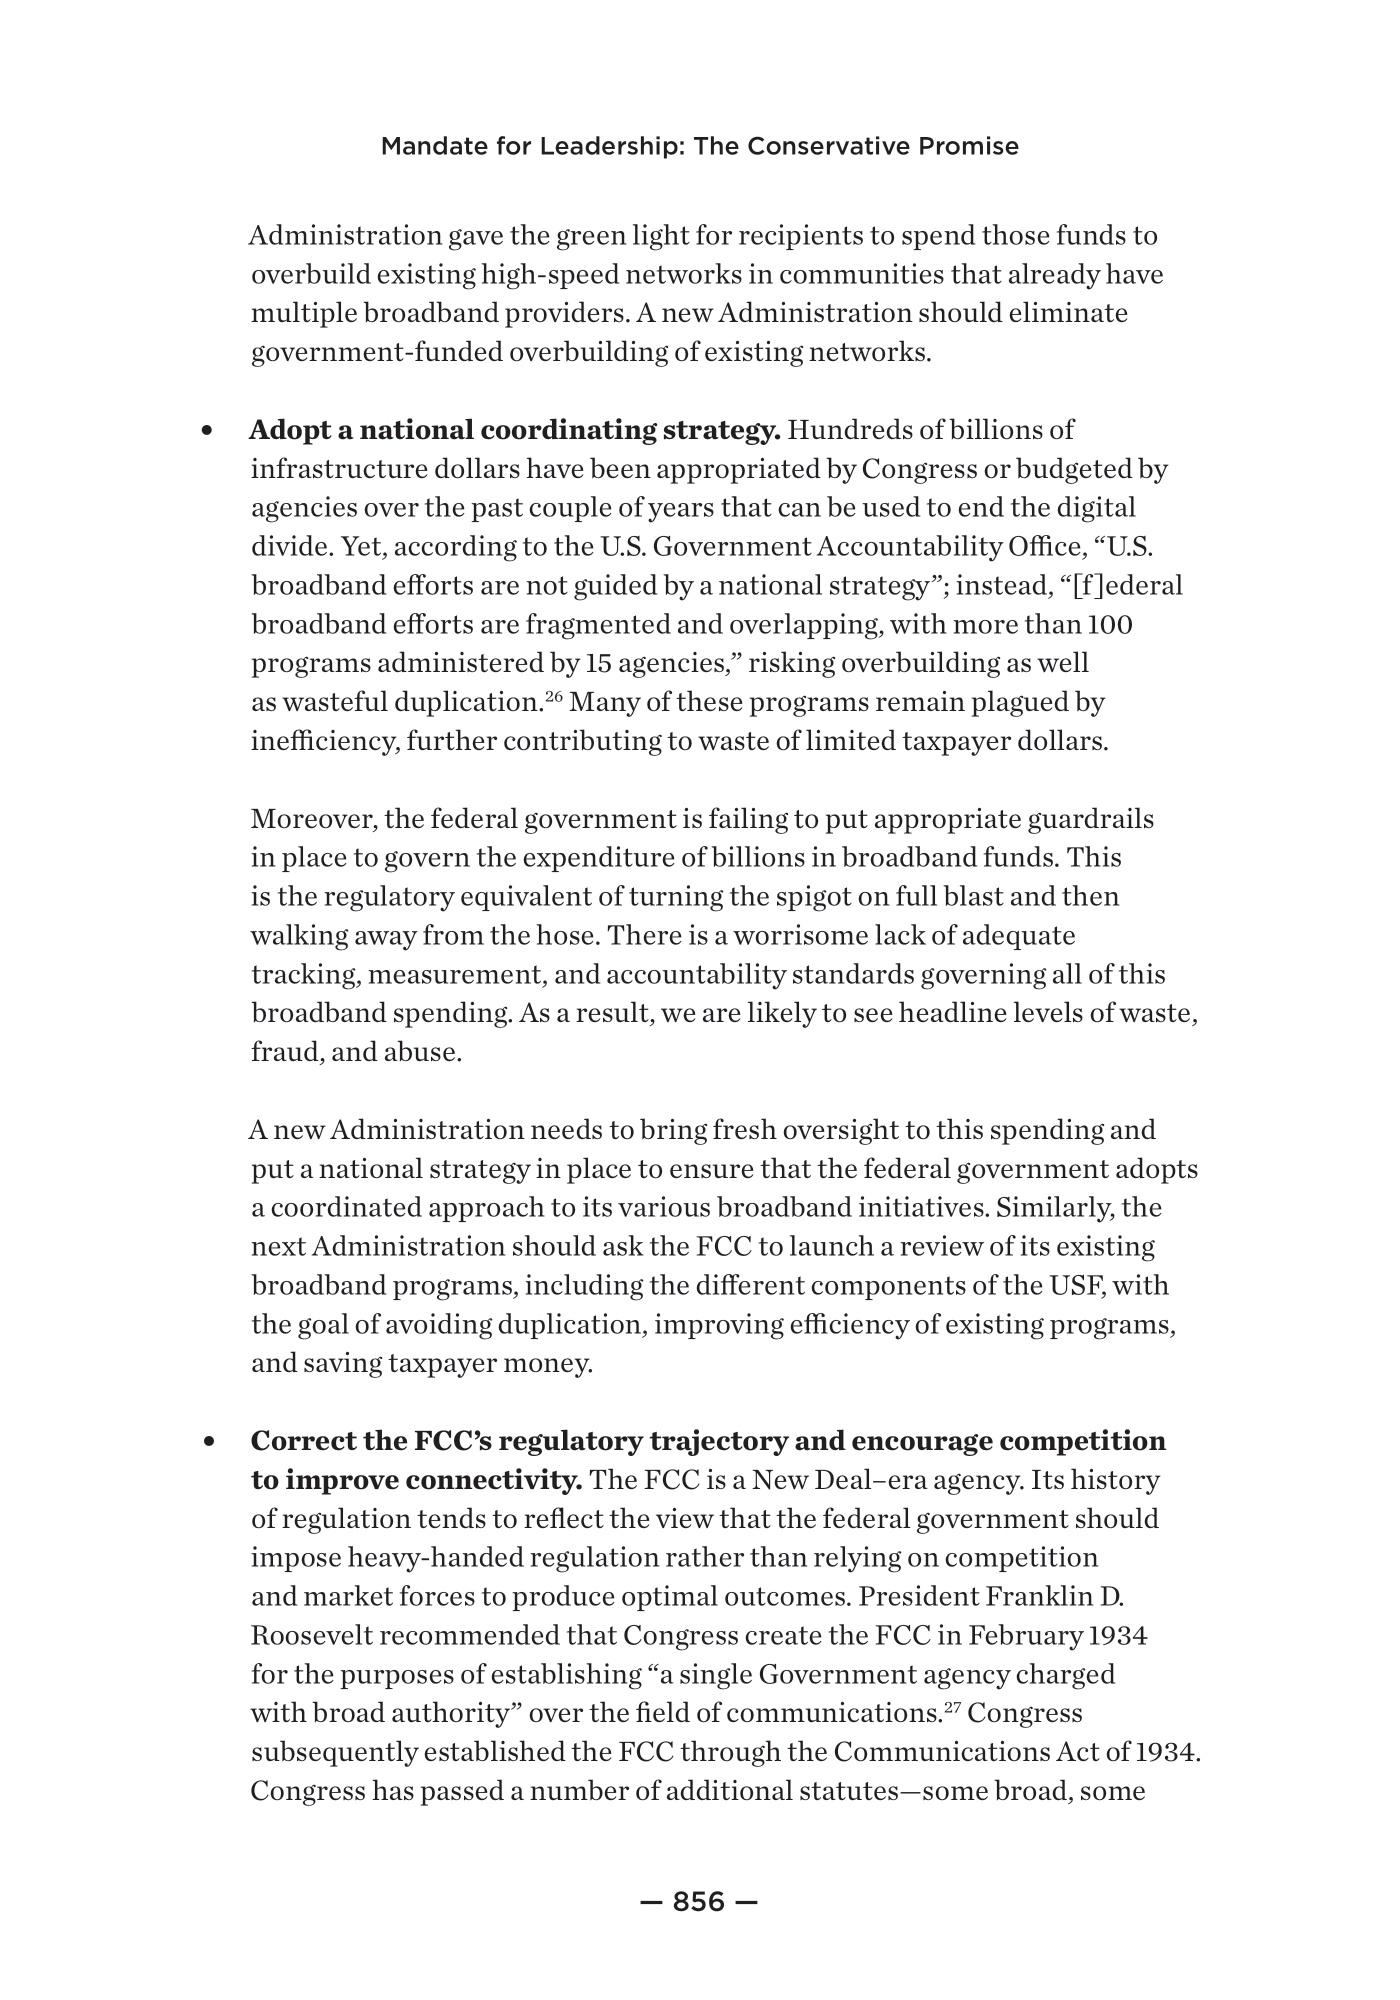 Mandate for Leadership: The Conservative Promise
Administration gave the green light for recipients to spend those funds to
overbuild existing high-speed networks in communities that already have
multiple broadband providers. A new Administration should eliminate
government-funded overbuilding of existing networks.
• Adopt a national coordinating strategy. Hundreds of billions of
infrastructure dollars have been appropriated by Congress or budgeted by
agencies over the past couple of years that can be used to end the digital
divide. Yet, according to the U.S. Government Accountability Office, “U.S.
broadband efforts are not guided by a national strategy”; instead, “[f]ederal
broadband efforts are fragmented and overlapping, with more than 100
programs administered by 15 agencies,” risking overbuilding as well
as wasteful duplication.26 Many of these programs remain plagued by
inefficiency, further contributing to waste of limited taxpayer dollars.
Moreover, the federal government is failing to put appropriate guardrails
in place to govern the expenditure of billions in broadband funds. This
is the regulatory equivalent of turning the spigot on full blast and then
walking away from the hose. There is a worrisome lack of adequate
tracking, measurement, and accountability standards governing all of this
broadband spending. As a result, we are likely to see headline levels of waste,
fraud, and abuse.
A new Administration needs to bring fresh oversight to this spending and
put a national strategy in place to ensure that the federal government adopts
a coordinated approach to its various broadband initiatives. Similarly, the
next Administration should ask the FCC to launch a review of its existing
broadband programs, including the different components of the USF, with
the goal of avoiding duplication, improving efficiency of existing programs,
and saving taxpayer money.
• Correct the FCC’s regulatory trajectory and encourage competition
to improve connectivity. The FCC is a New Deal–era agency. Its history
of regulation tends to reflect the view that the federal government should
impose heavy-handed regulation rather than relying on competition
and market forces to produce optimal outcomes. President Franklin D.
Roosevelt recommended that Congress create the FCC in February 1934
for the purposes of establishing “a single Government agency charged
with broad authority” over the field of communications.27 Congress
subsequently established the FCC through the Communications Act of 1934.
Congress has passed a number of additional statutes—some broad, some
— 856 —